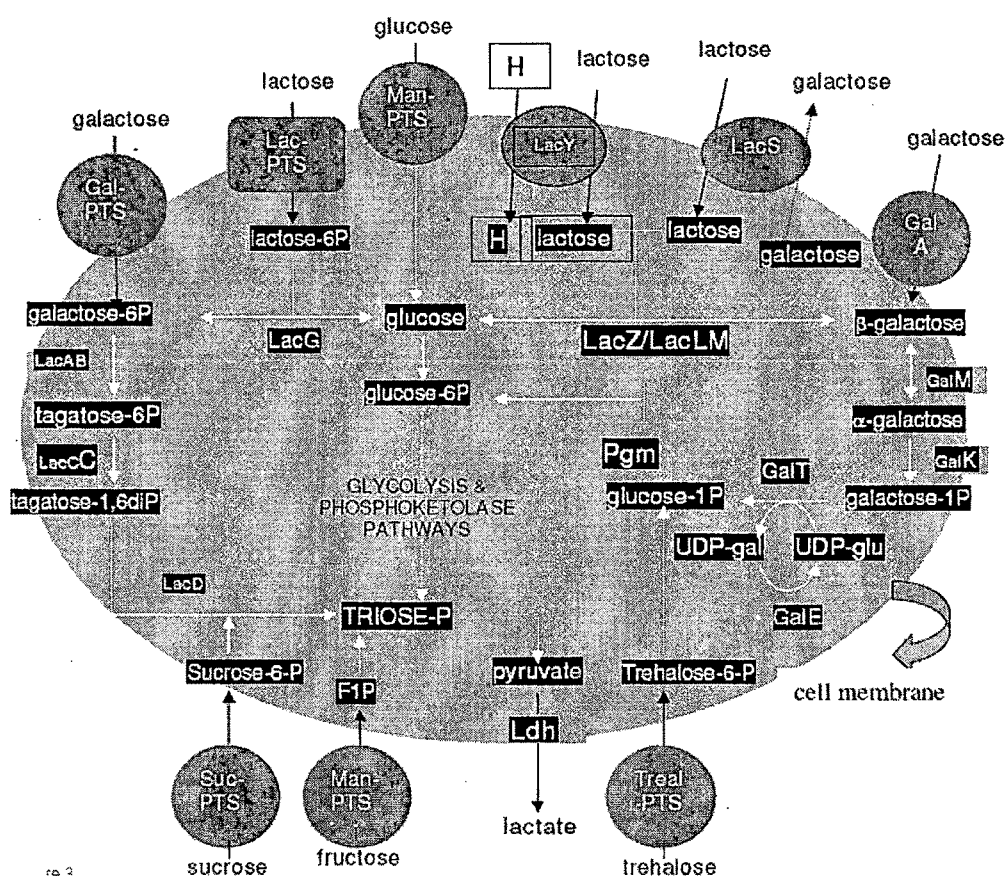 glucose
H
lactose
lactose
lactose
galactose
galactose
galactose
Man-
PTS
Lac-
PTS
LacY
LacS
Gal-
PTS
Gal
A
lactose-6P
H
lactose
lactose
galactose
galactose-6P
glucose
β-galactose
LacG
LacZ/LacLM
LacAB
glucose-6P
GalM
tagatose-6P
α-galactose
LacCC
Pgm
GalT
GalK
tagatose-1,6diP
GLYCOLYSIS &
PHOSPHOKETOLASE
PATHWAYS
glucose-1P
galactose-1P
UDP-gal
UDP-glu
LacD
TRIOSE-P
GalE
Sucrose-6-P
F1P
pyruvate
Trehalose-6-P
cell membrane
Ldh
Suc-
PTS
Man-
PTS
Treal
-PTS
lactate
sucrose
fructose
trehalose
re 3